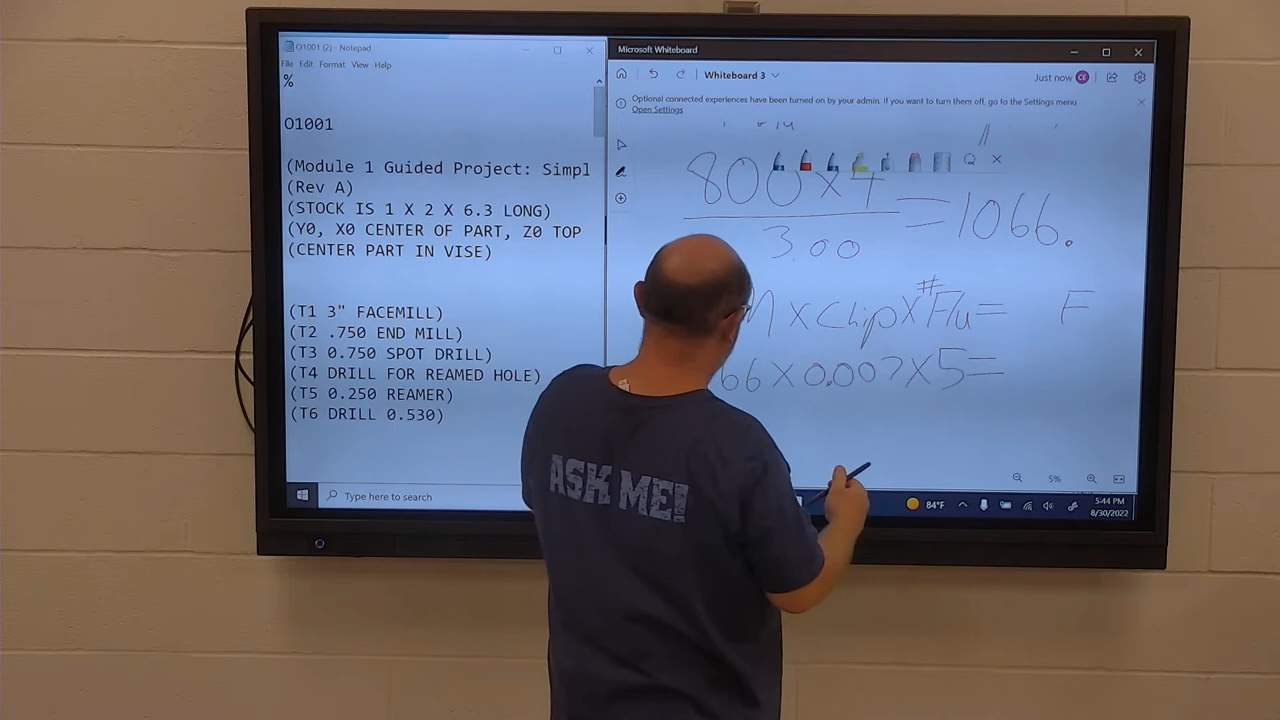 O1001 (2) - Notepad
File Edit Format View Help
%
O1001
(Module 1 Guided Project: Simpl
(Rev A)
(STOCK IS 1 X 2 X 6.3 LONG)
(Y0, X0 CENTER OF PART, Z0 TOP
(CENTER PART IN VISE)
(T1 3" FACEMILL)
(T2 .750 END MILL)
(T3 0.750 SPOT DRILL)
(T4 DRILL FOR REAMED HOLE)
(T5 0.250 REAMER)
(T6 DRILL 0.530)
Type here to search
Microsoft Whiteboard
Whiteboard 3
Just now CE
Optional connected experiences have been turned on by your admin. If you want to turn them off, go to the Settings menu
Open Settings
800 x 4
3.00
= 1066.
M x Chip x # Flu = F
66 x 0.007 x 5 =
5%
84°F
5:44 PM
8/30/2022
ASK ME!